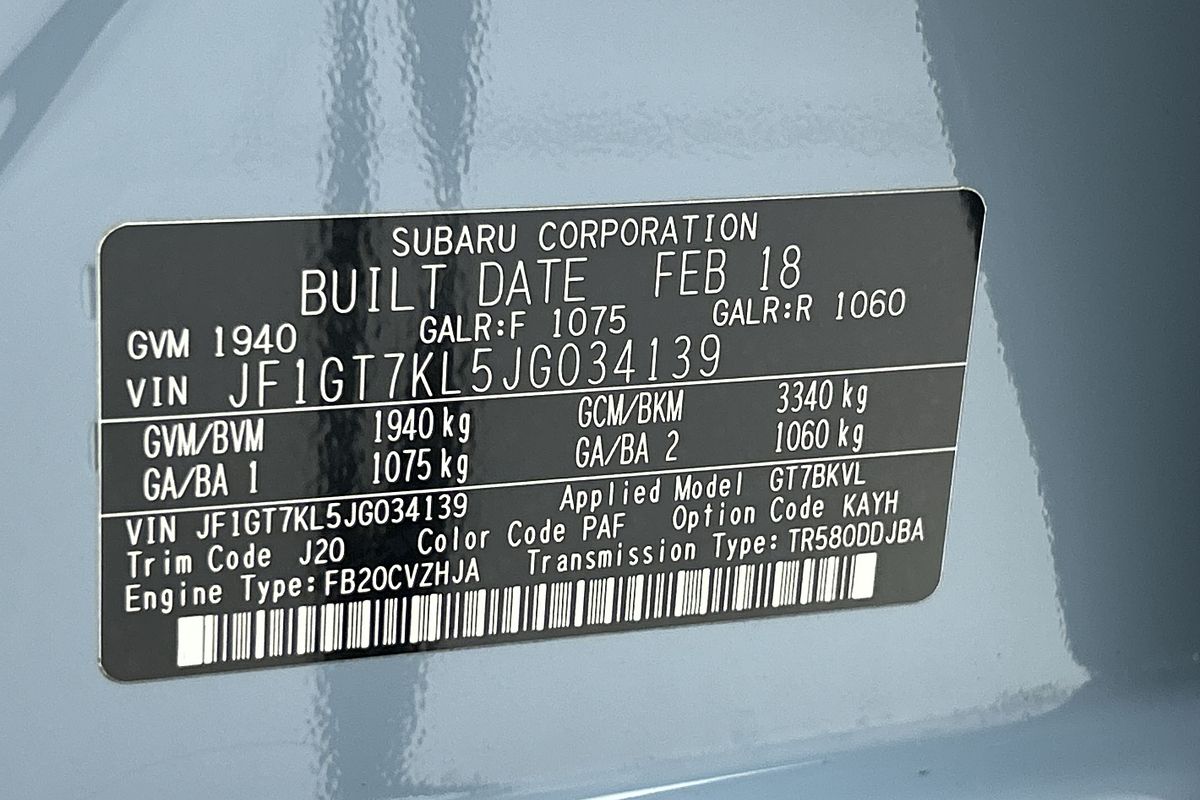 SUBARU CORPORATION
BUILT DATE FEB 18
GVM 1940 GALR:F 1075 GALR:R 1060
VIN JF1GT7KL5JG034139
GVM/BVM 1940 kg GCM/BKM 3340 kg
GA/BA 1 1075 kg GA/BA 2 1060 kg
VIN JF1GT7KL5JG034139 Applied Model GT7BKVL
Trim Code J20 Color Code PAF Option Code KAYH
Engine Type: FB20CVZHJA Transmission Type: TR580DDJBA